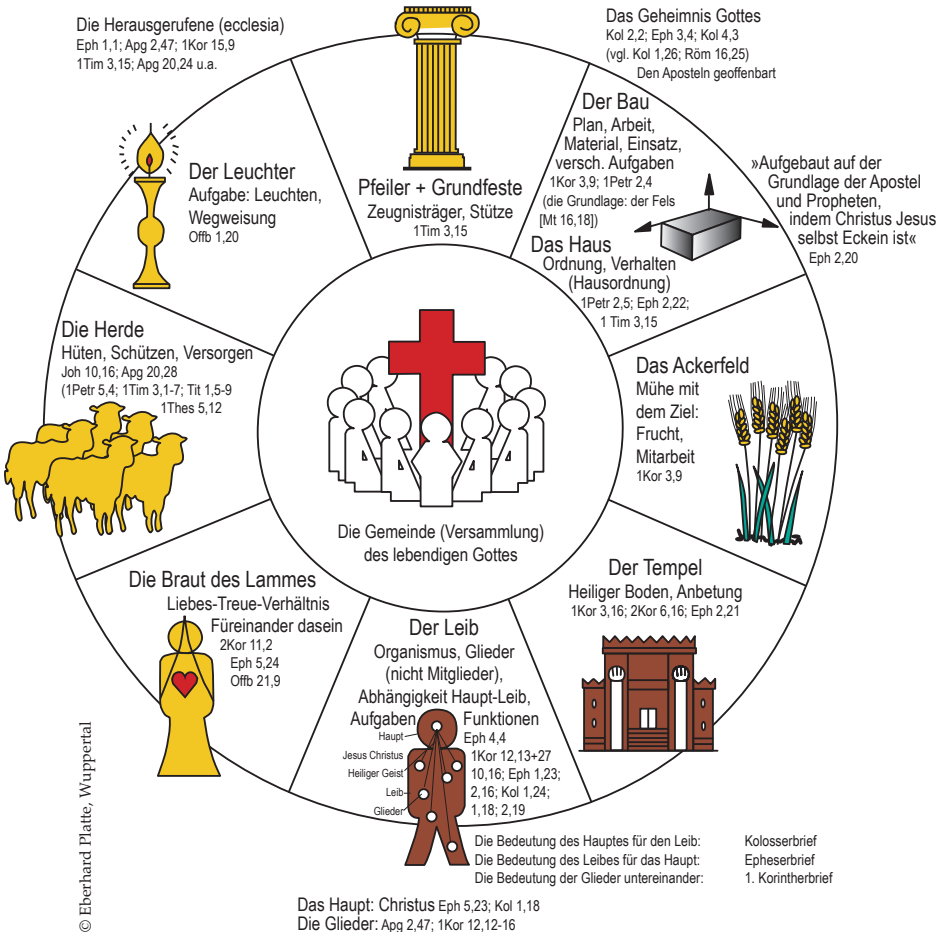 Die Herausgerufene (ecclesia)
Eph 1,1; Apg 2,47; 1Kor 15,9
1Tim 3,15; Apg 20,24 u.a.
Das Geheimnis Gottes
Kol 2,2; Eph 3,4; Kol 4,3
(vgl. Kol 1,26; Röm 16,25)
Den Aposteln geoffenbart
Pfeiler + Grundfeste
Zeugnisträger, Stütze
1Tim 3,15
Der Bau
Plan, Arbeit,
Material, Einsatz,
versch. Aufgaben
1Kor 3,9; 1Petr 2,4
(die Grundlage: der Fels
[Mt 16,18])
Das Haus
Ordnung, Verhalten
(Hausordnung)
1Petr 2,5; Eph 2,22;
1 Tim 3,15
»Aufgebaut auf der
Grundlage der Apostel
und Propheten,
indem Christus Jesus
selbst Eckein ist«
Eph 2,20
Das Ackerfeld
Mühe mit
dem Ziel:
Frucht,
Mitarbeit
1Kor 3,9
Der Tempel
Heiliger Boden, Anbetung
1Kor 3,16; 2Kor 6,16; Eph 2,21
Der Leib
Organismus, Glieder
(nicht Mitglieder),
Abhängigkeit Haupt-Leib,
Aufgaben Funktionen
Eph 4,4
1Kor 12,13+27
10,16; Eph 1,23;
2,16; Kol 1,24;
1,18; 2,19
Haupt
Jesus Christus
Heiliger Geist
Leib
Glieder
Die Braut des Lammes
Liebes-Treue-Verhältnis
Füreinander dasein
2Kor 11,2
Eph 5,24
Offb 21,9
Die Herde
Hüten, Schützen, Versorgen
Joh 10,16; Apg 20,28
(1Petr 5,4; 1Tim 3,1-7; Tit 1,5-9
1Thes 5,12
Der Leuchter
Aufgabe: Leuchten,
Wegweisung
Offb 1,20
Die Gemeinde (Versammlung)
des lebendigen Gottes
Die Bedeutung des Hauptes für den Leib: Kolosserbrief
Die Bedeutung des Leibes für das Haupt: Epheserbrief
Die Bedeutung der Glieder untereinander: 1. Korintherbrief
Das Haupt: Christus Eph 5,23; Kol 1,18
Die Glieder: Apg 2,47; 1Kor 12,12-16
© Eberhard Platte, Wuppertal